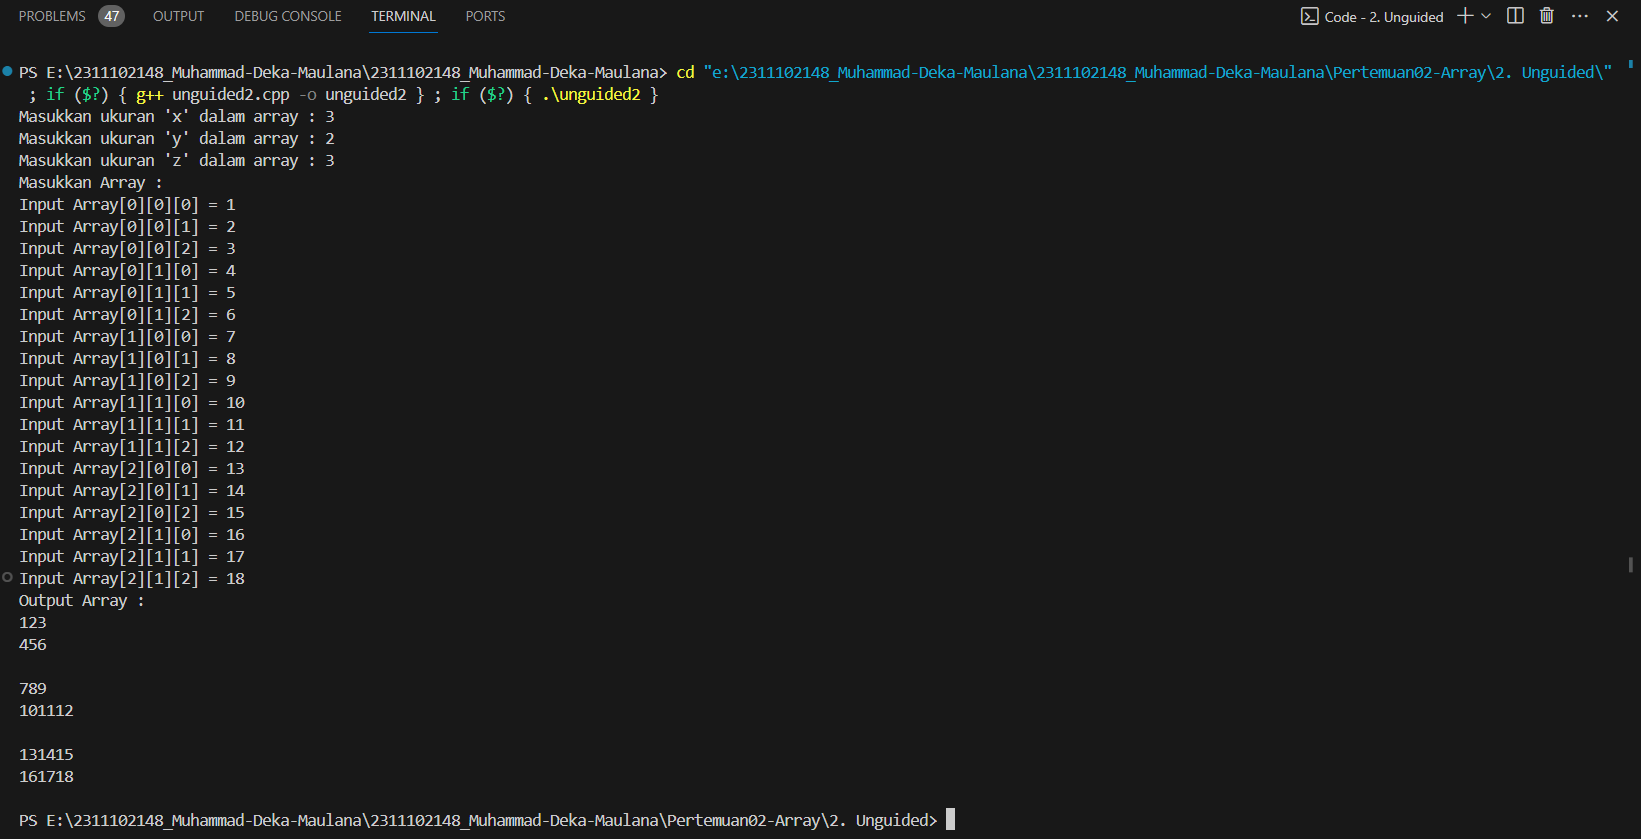 PROBLEMS 47 OUTPUT DEBUG CONSOLE TERMINAL PORTS Code - 2. Unguided
PS E:\2311102148_Muhammad-Deka-Maulana\2311102148_Muhammad-Deka-Maulana> cd "e:\2311102148_Muhammad-Deka-Maulana\2311102148_Muhammad-Deka-Maulana\Pertemuan02-Array\2. Unguided\"
; if ($?) { g++ unguided2.cpp -o unguided2 } ; if ($?) { .\unguided2 }
Masukkan ukuran 'x' dalam array : 3
Masukkan ukuran 'y' dalam array : 2
Masukkan ukuran 'z' dalam array : 3
Masukkan Array :
Input Array[0][0][0] = 1
Input Array[0][0][1] = 2
Input Array[0][0][2] = 3
Input Array[0][1][0] = 4
Input Array[0][1][1] = 5
Input Array[0][1][2] = 6
Input Array[1][0][0] = 7
Input Array[1][0][1] = 8
Input Array[1][0][2] = 9
Input Array[1][1][0] = 10
Input Array[1][1][1] = 11
Input Array[1][1][2] = 12
Input Array[2][0][0] = 13
Input Array[2][0][1] = 14
Input Array[2][0][2] = 15
Input Array[2][1][0] = 16
Input Array[2][1][1] = 17
Input Array[2][1][2] = 18
Output Array :
123
456
789
101112
131415
161718
PS E:\2311102148_Muhammad-Deka-Maulana\2311102148_Muhammad-Deka-Maulana\Pertemuan02-Array\2. Unguided>